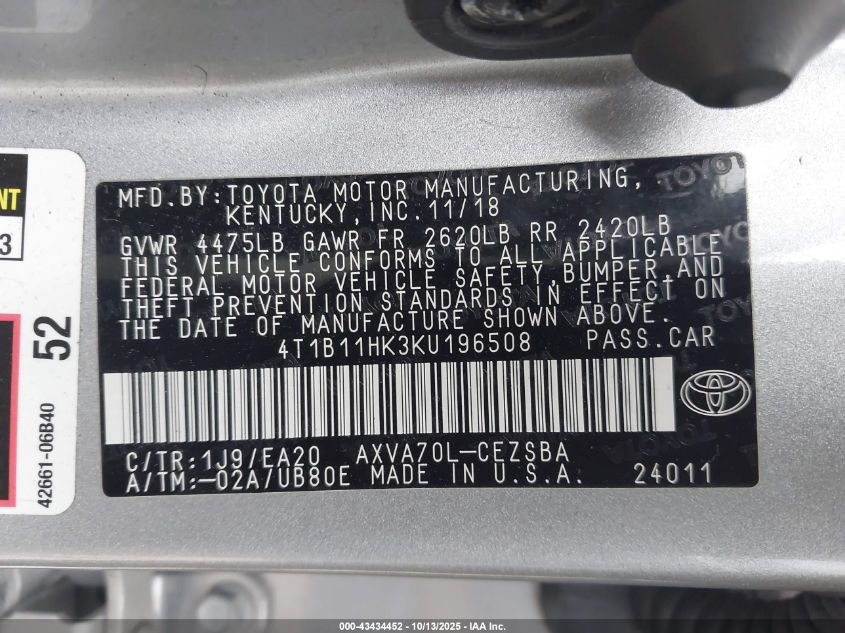 MFD.BY: TOYOTA MOTOR MANUFACTURING,
KENTUCKY, INC. 11/18
GVWR 4475LB GAWR FR 2620LB RR 2420LB
THIS VEHICLE CONFORMS TO ALL APPLICABLE
FEDERAL MOTOR VEHICLE SAFETY, BUMPER, AND
THEFT PREVENTION STANDARDS IN EFFECT ON
THE DATE OF MANUFACTURE SHOWN ABOVE.
4T1B11HK3KU196508 PASS.CAR
C/TR:1J9/EA20 AXVA70L-CEZSBA
A/TM:-02A/UB80E MADE IN U.S.A. 24011
NT
3
52
42661-06B40
TOYOTA
000-43434452 | 10/13/2025 | IAA Inc.